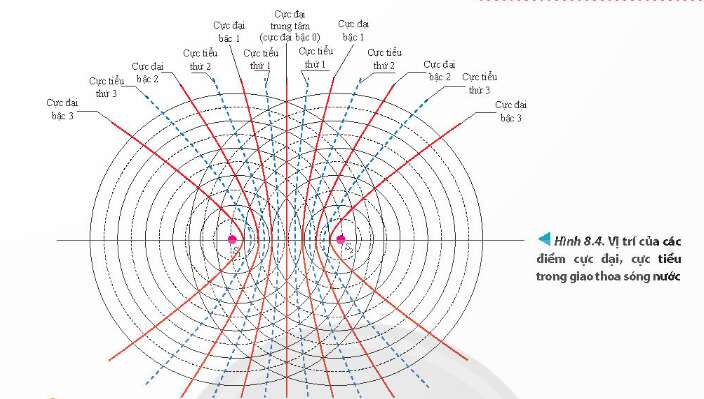 Cực đại
trung tâm
(cực đại bậc 0)
Cực đại
bậc 1
Cực đại
bậc 1
Cực tiểu
thứ 2
Cực tiểu
thứ 1
Cực tiểu
thứ 1
Cực tiểu
thứ 2
Cực đại
bậc 2
Cực đại
bậc 2
Cực tiểu
thứ 3
Cực tiểu
thứ 3
Cực đại
bậc 3
Cực đại
bậc 3
Hình 8.4. Vị trí của các
điểm cực đại, cực tiểu
trong giao thoa sóng nước